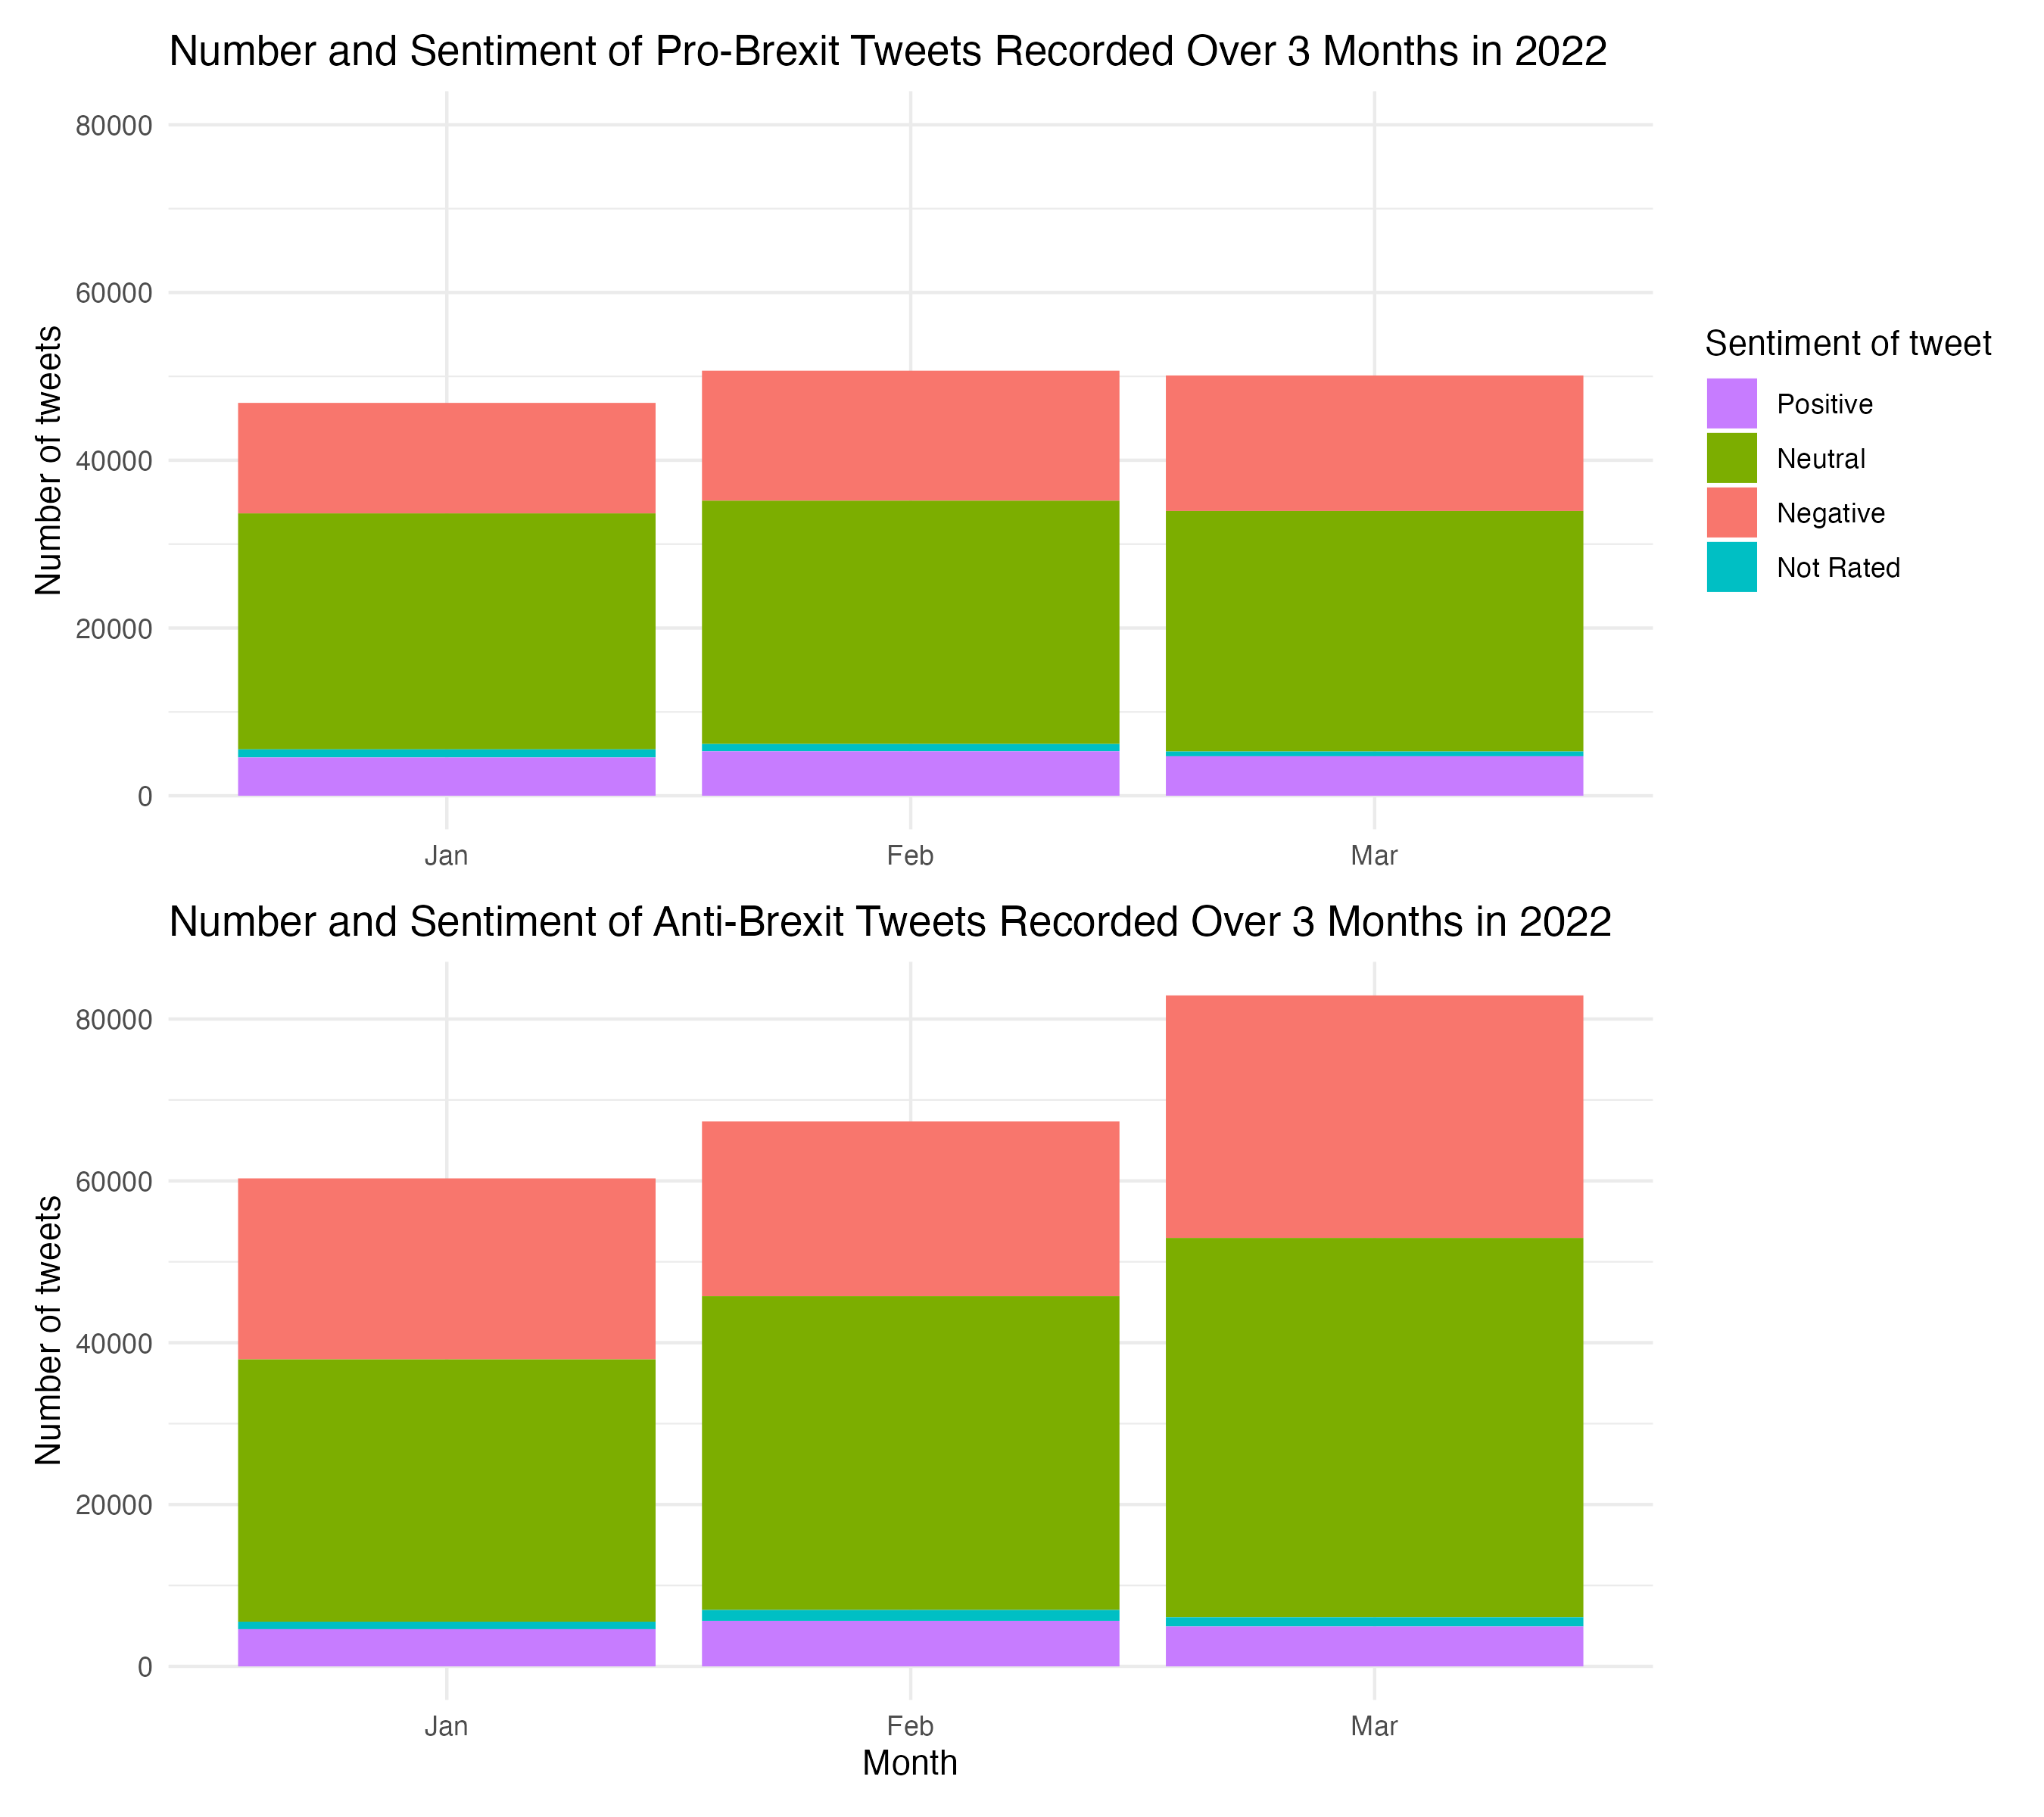 Number and Sentiment of Pro-Brexit Tweets Recorded Over 3 Months in 2022
80000
60000
40000
20000
0
Number of tweets
Jan
Feb
Mar
Sentiment of tweet
Positive
Neutral
Negative
Not Rated
Number and Sentiment of Anti-Brexit Tweets Recorded Over 3 Months in 2022
80000
60000
40000
20000
0
Number of tweets
Jan
Feb
Mar
Month